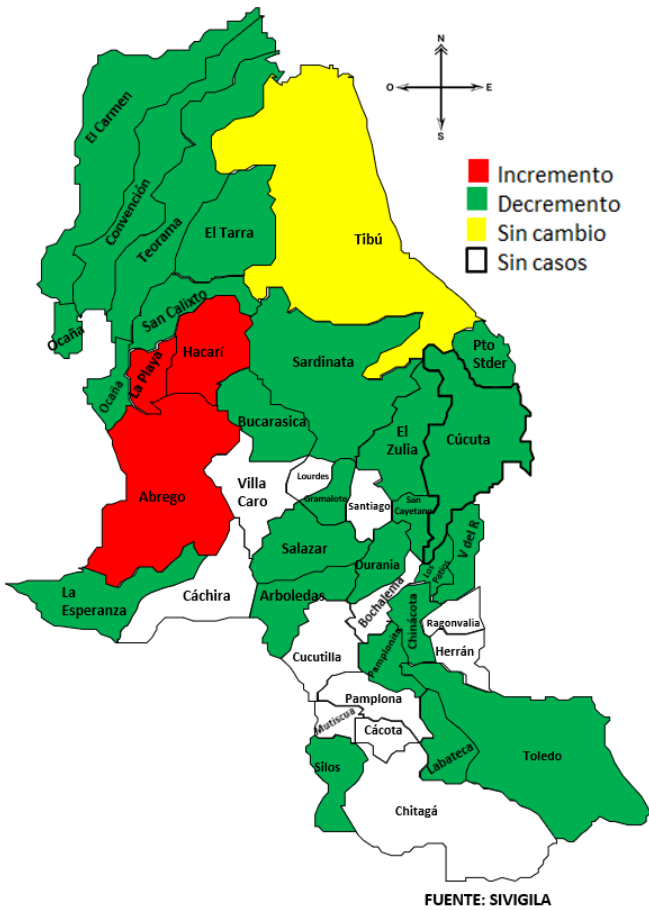 N
O
E
S
Incremento
Decremento
Sin cambio
Sin casos
El Carmen
Convención
Teorama
El Tarra
Tibú
San Calixto
Ocaña
Hacarí
La Playa
Ocaña
Sardinata
Pto
Stder
Bucarasica
El
Zulia
Cúcuta
Abrego
Villa
Caro
Lourdes
Gramalote
Santiago
San
Cayetano
Salazar
Durania
Los
Patios
V del R
La
Esperanza
Cáchira
Arboledas
Bochalema
Chinácota
Ragonvalia
Herrán
Cucutilla
Pamplonita
Pamplona
Mutiscua
Cácota
Silos
Labateca
Toledo
Chitagá
FUENTE: SIVIGILA